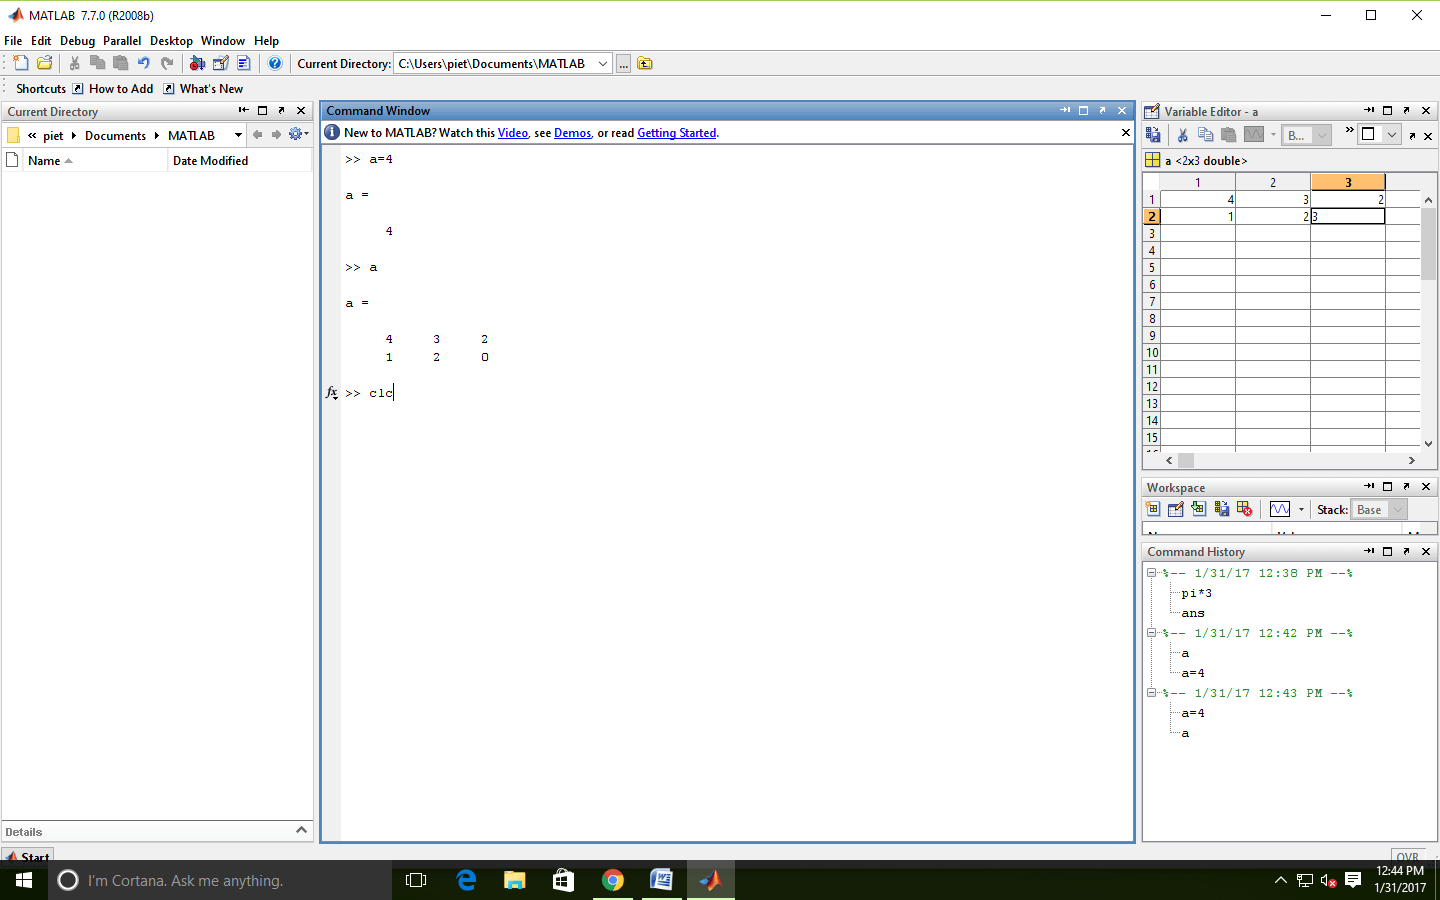 MATLAB 7.7.0 (R2008b)
File Edit Debug Parallel Desktop Window Help
Current Directory: C:\Users\piet\Documents\MATLAB ...
Shortcuts How to Add What's New
Current Directory
« piet Documents MATLAB
Name Date Modified
Details
Command Window
New to MATLAB? Watch this Video, see Demos, or read Getting Started.
>> a=4
a =
4
>> a
a =
4 3 2
1 2 0
fx >> clc
Variable Editor - a
B... »
a <2x3 double>
1 2 3
1 4 3 2
2 1 2 3
3
4
5
6
7
8
9
10
11
12
13
14
15
Workspace
Stack: Base
Command History
%-- 1/31/17 12:38 PM --%
pi*3
ans
%-- 1/31/17 12:42 PM --%
a
a=4
%-- 1/31/17 12:43 PM --%
a=4
a
Start
OVR
I'm Cortana. Ask me anything.
12:44 PM
1/31/2017